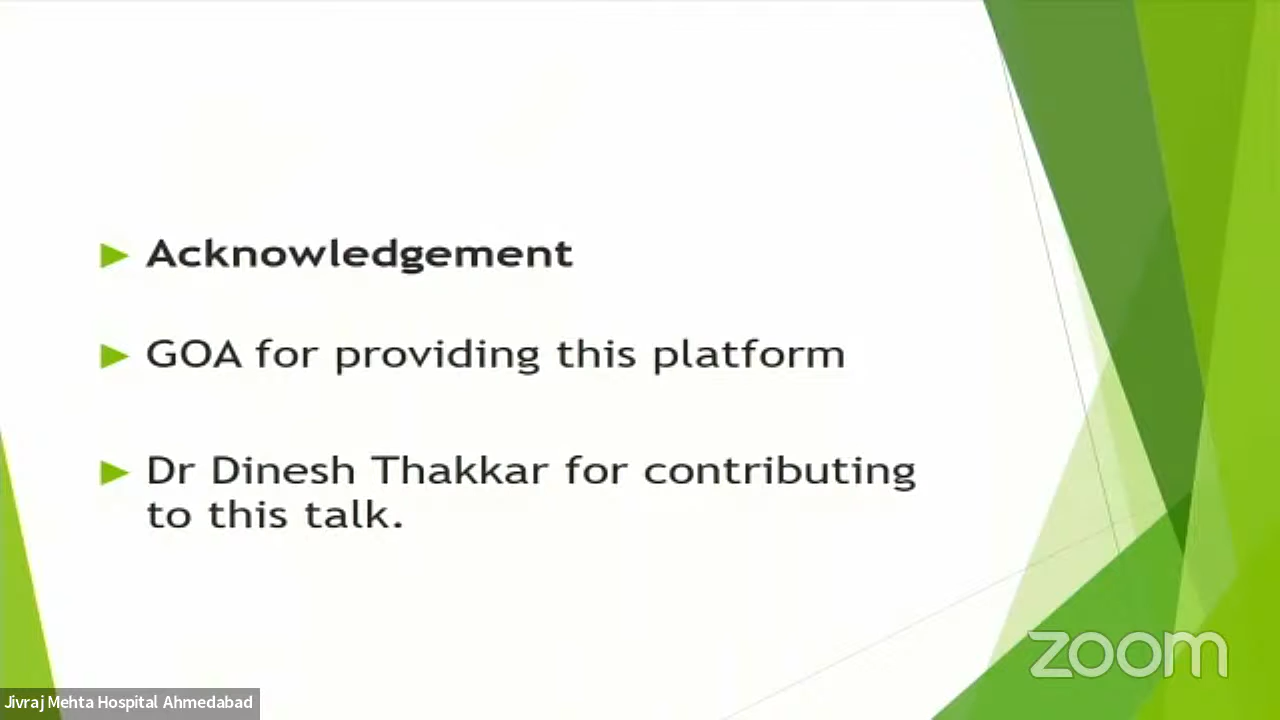 Acknowledgement
GOA for providing this platform
Dr Dinesh Thakkar for contributing
to this talk.
zoom
Jivraj Mehta Hospital Ahmedabad